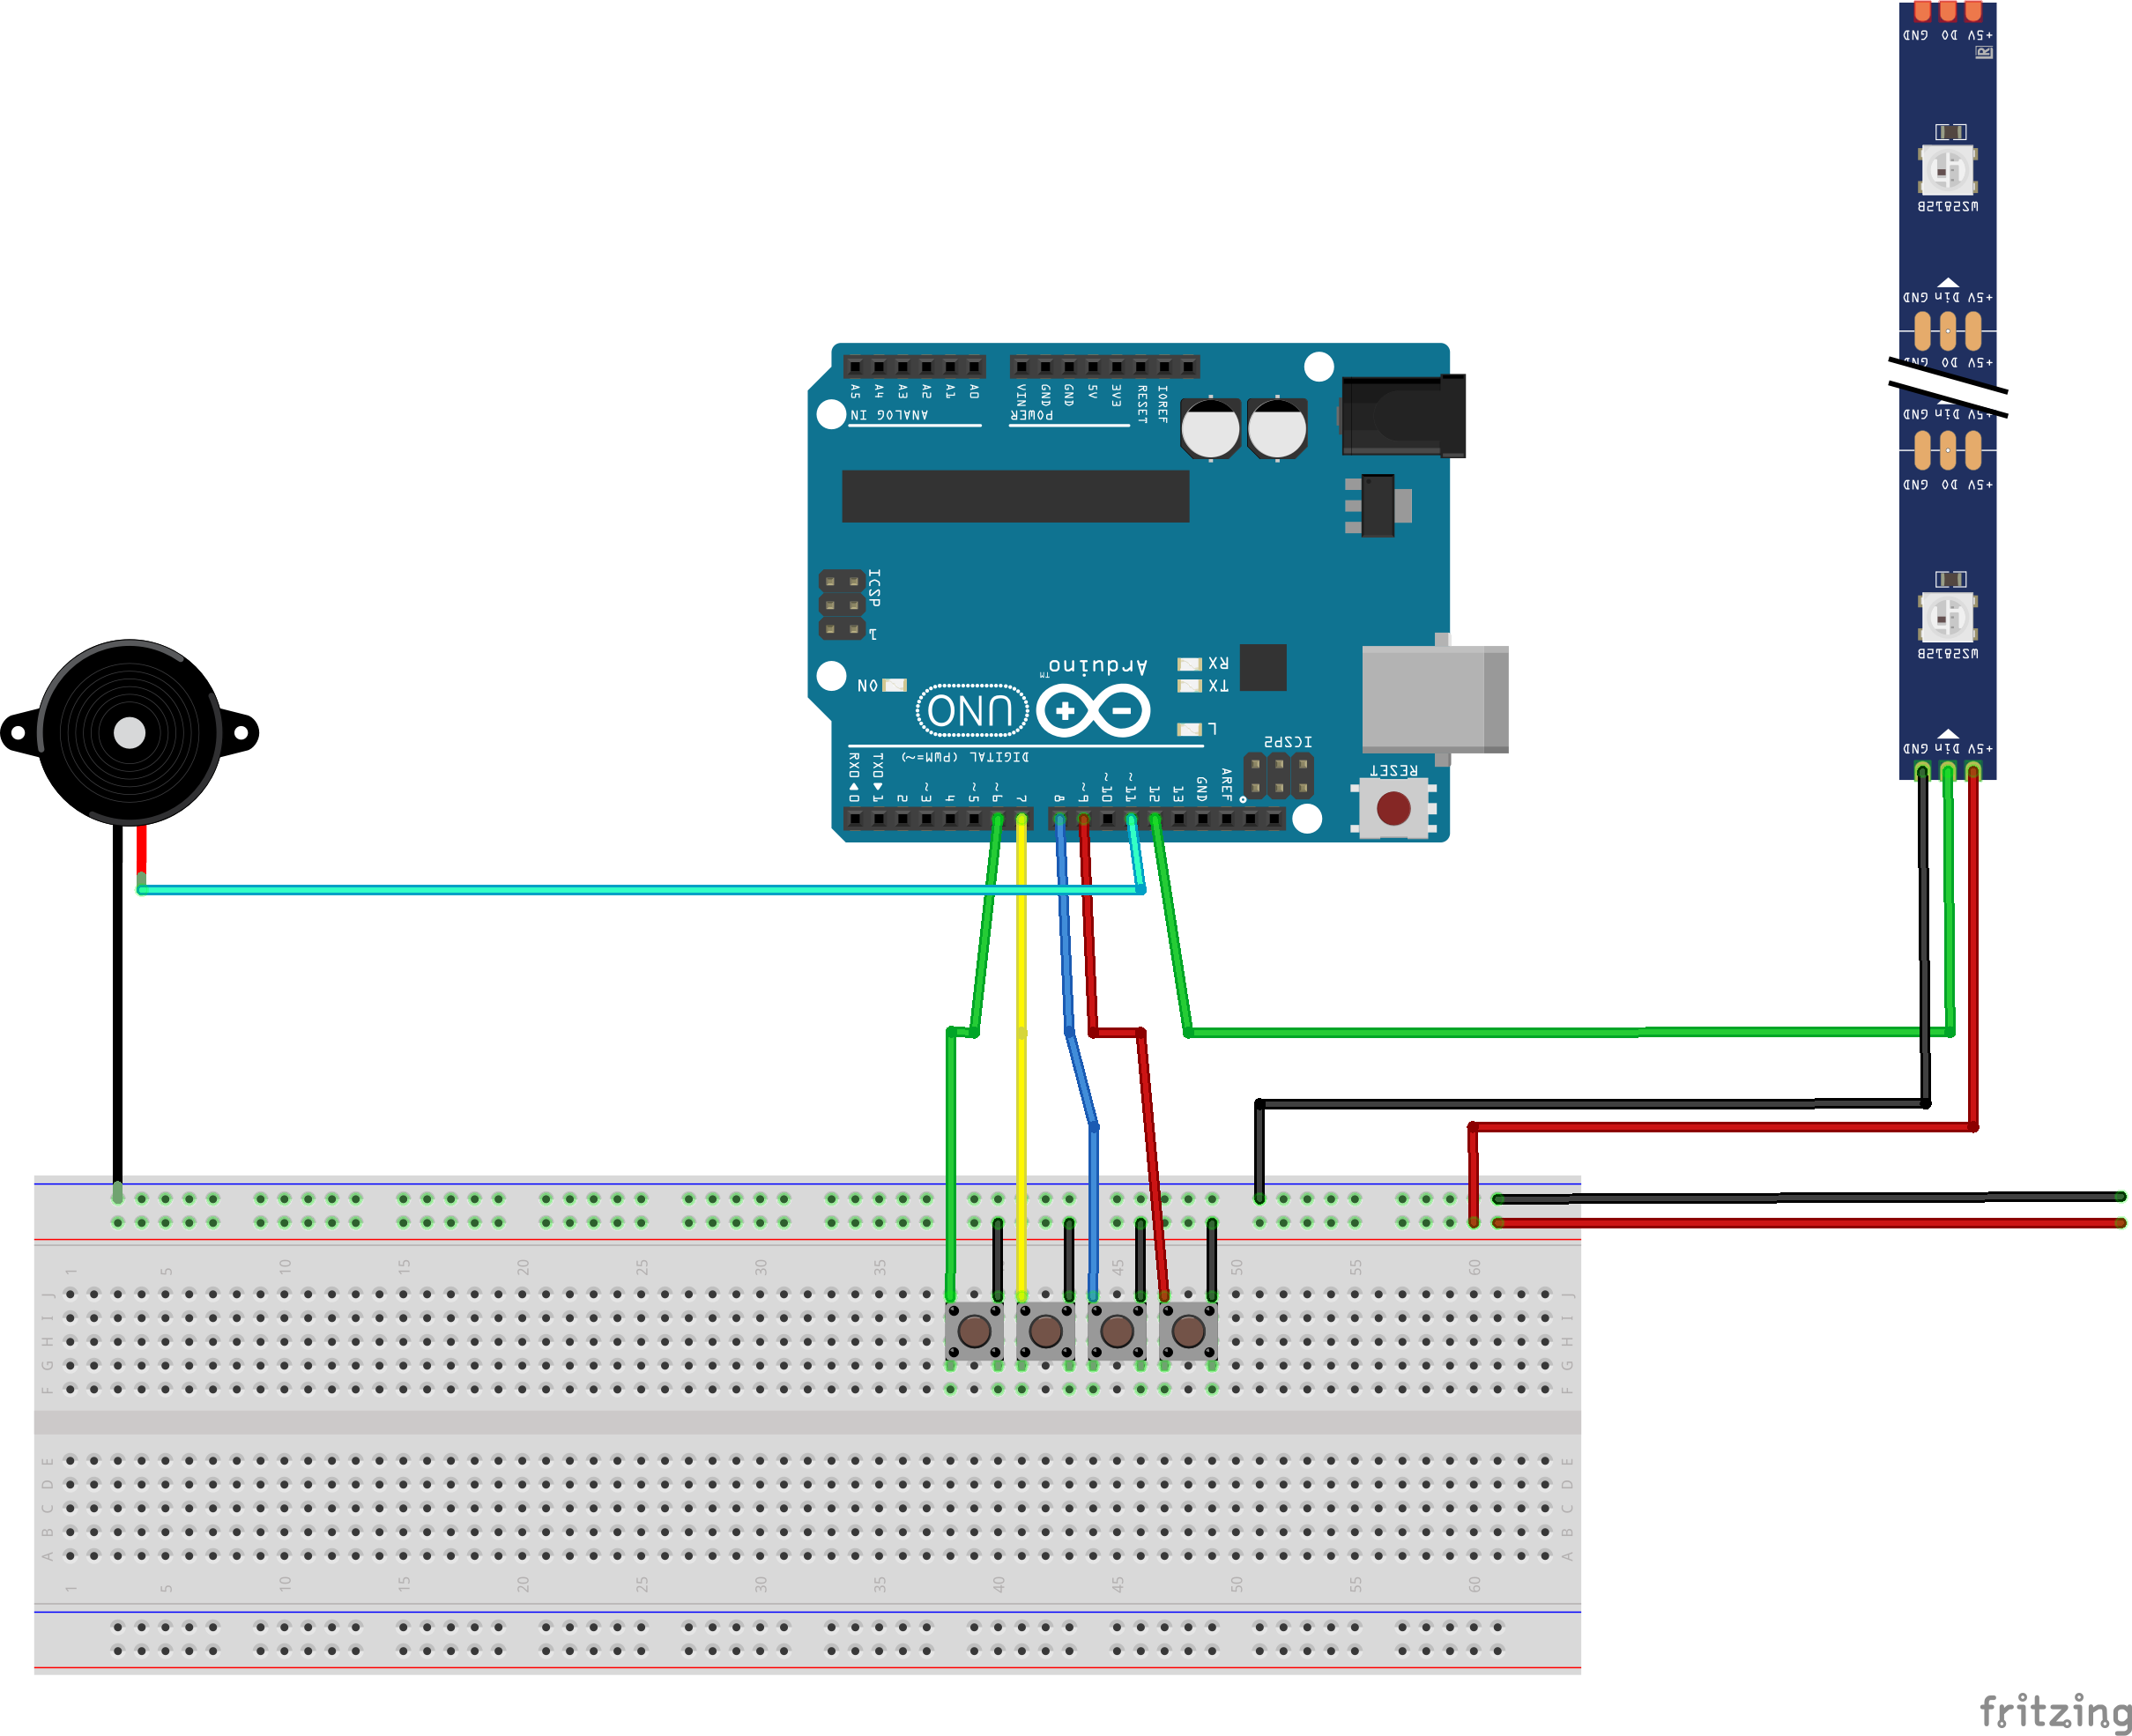 GND DO +5V
R
WS2812B
GND Din +5V
GND DO +5V
GND Din +5V
GND DO +5V
WS2812B
GND Din +5V
A5 A4 A3 A2 A1 A0
VIN GND GND 5V 3V3 RESET IOREF
ANALOG IN
POWER
ICSP
1
ON
UNO
Arduino
TM
RX
TX
L
ICSP2
RESET
DIGITAL (PWM=~)
RX0 TX0
0 1 2 ~3 4 ~5 ~6 7 8 ~9 ~10 ~11 12 13 GND AREF
1 5 10 15 20 25 30 35 45 50 55 60
J J
I I
H H
G G
F F
E E
D D
C C
B B
A A
1 5 10 15 20 25 30 35 40 45 50 55 60
fritzing